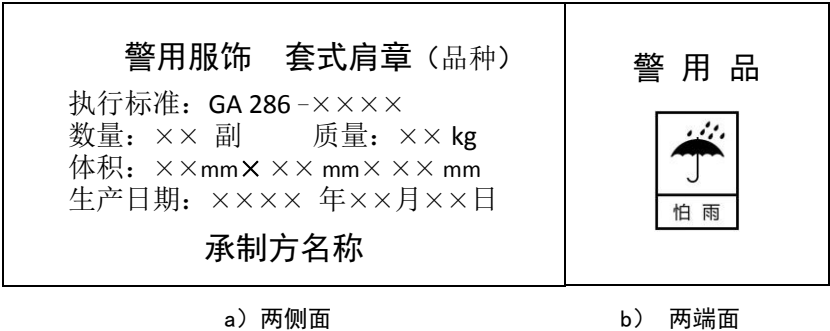 警用服饰　套式肩章（品种）
执行标准：GA 286 -××××
数量：×× 副　　质量：×× kg
体积：××mm× ×× mm× ×× mm
生产日期：×××× 年××月××日
承制方名称
警 用 品
怕 雨
a）两侧面
b） 两端面